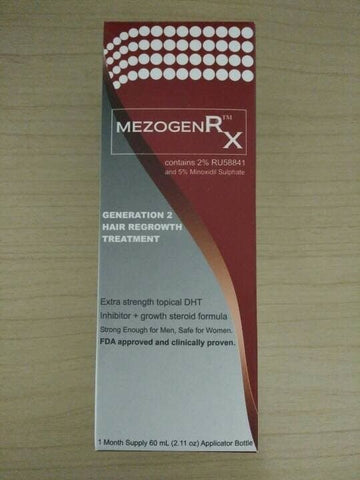 MEZOGENRX™
contains 2% RU58841
and 5% Minoxidil Sulphate
GENERATION 2
HAIR REGROWTH
TREATMENT
Extra strength topical DHT
Inhibitor + growth steroid formula
Strong Enough for Men, Safe for Women.
FDA approved and clinically proven.
1 Month Supply 60 mL (2.11 oz) Applicator Bottle